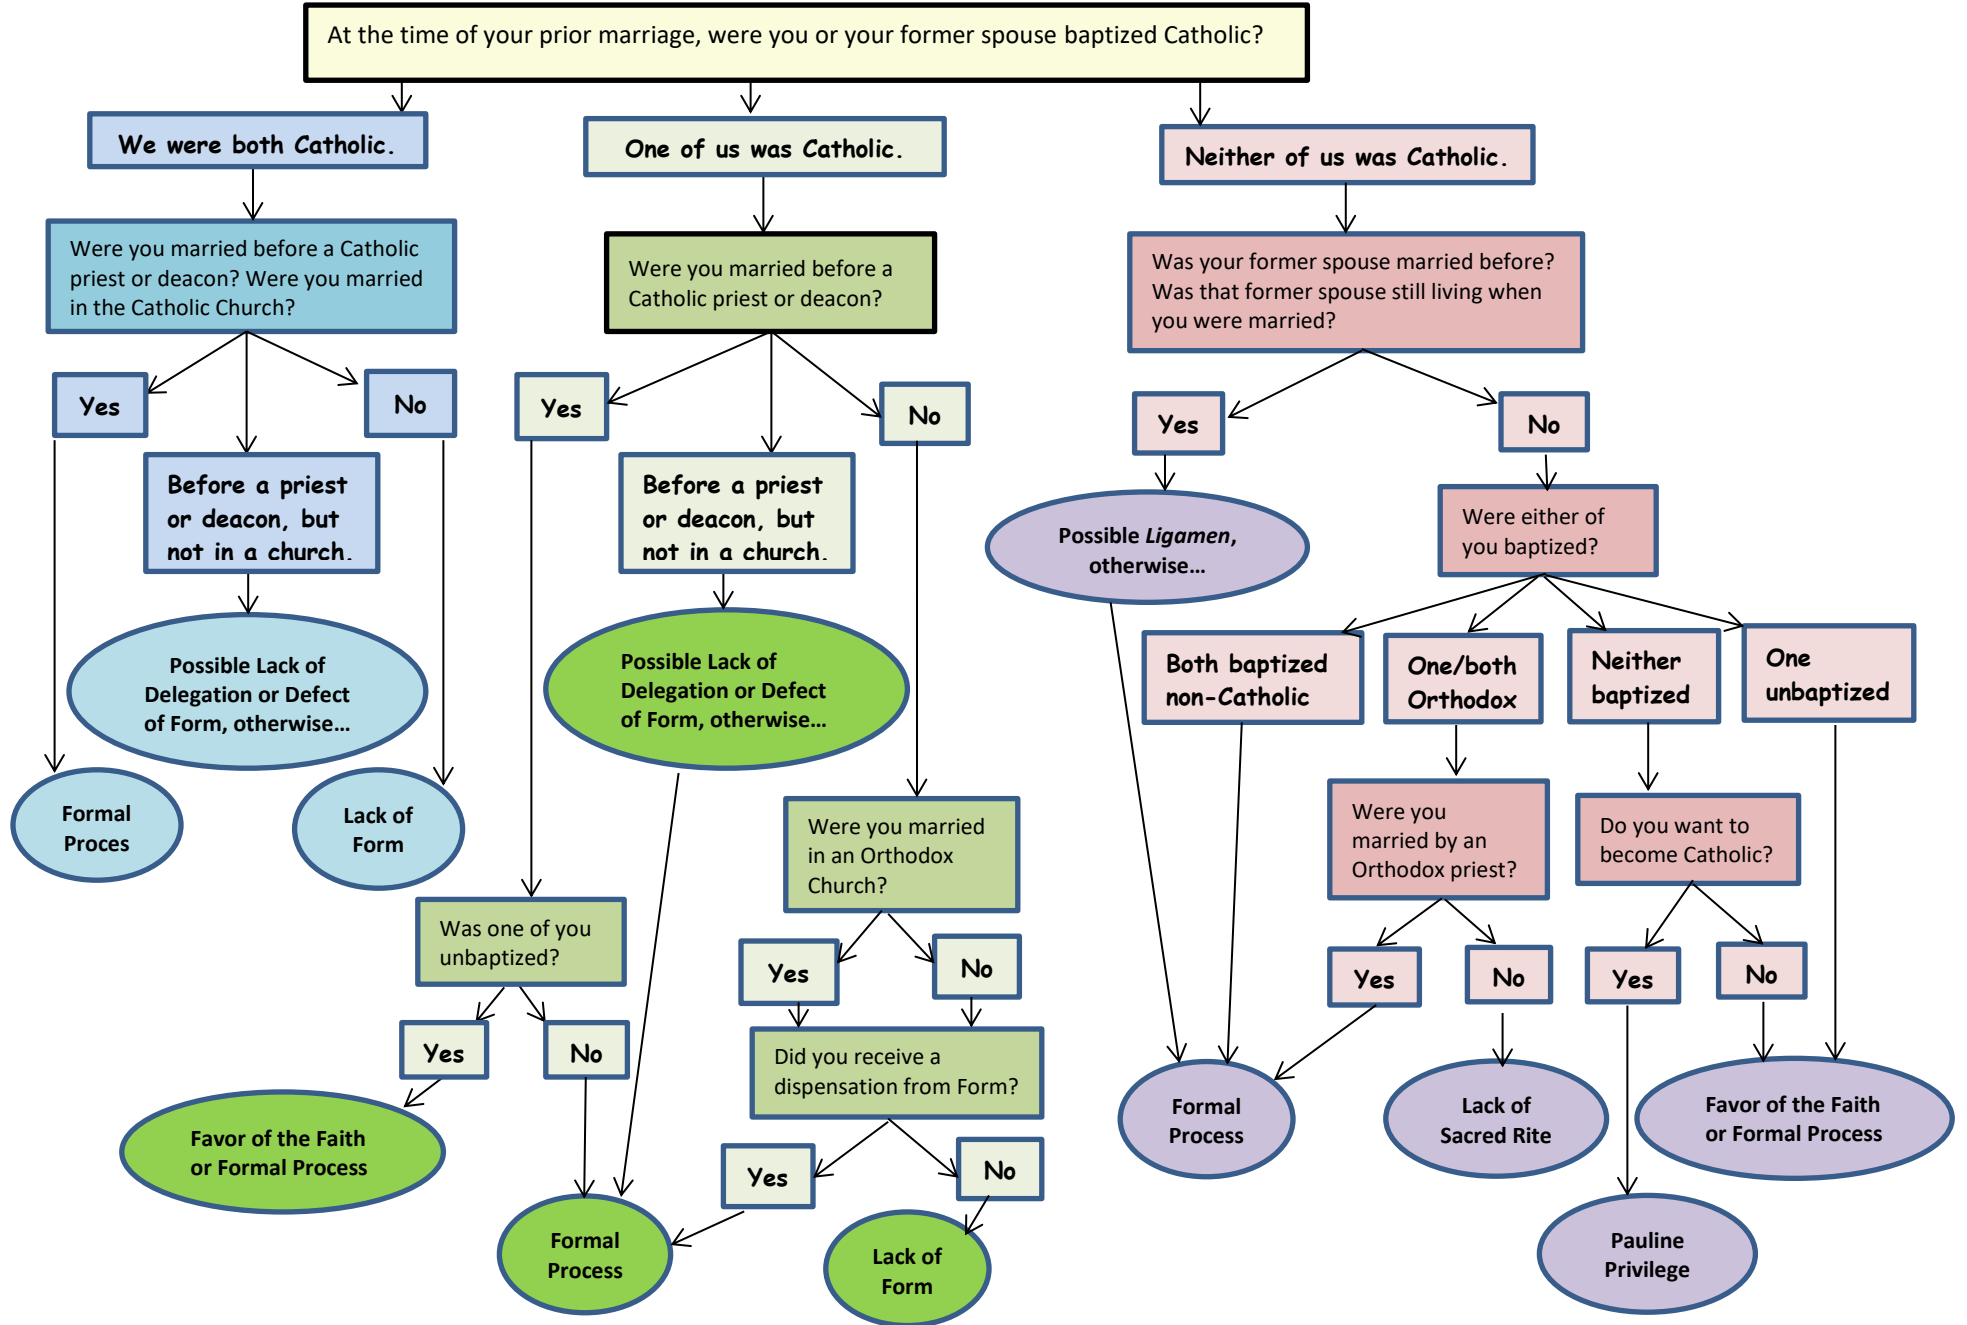 At the time of your prior marriage, were you or your former spouse baptized Catholic?
We were both Catholic.
One of us was Catholic.
Neither of us was Catholic.
Were you married before a Catholic
priest or deacon? Were you married
in the Catholic Church?
Were you married before a
Catholic priest or deacon?
Was your former spouse married before?
Was that former spouse still living when
you were married?
Yes
No
Yes
No
Yes
No
Before a priest
or deacon, but
not in a church.
Before a priest
or deacon, but
not in a church.
Possible Ligamen,
otherwise…
Were either of
you baptized?
Possible Lack of
Delegation or Defect
of Form, otherwise…
Possible Lack of
Delegation or Defect
of Form, otherwise…
Both baptized
non-Catholic
One/both
Orthodox
Neither
baptized
One
unbaptized
Formal
Proces
Lack of
Form
Were you married
in an Orthodox
Church?
Were you
married by an
Orthodox priest?
Do you want to
become Catholic?
Was one of you
unbaptized?
Yes
No
Yes
No
Yes
No
Yes
No
Did you receive a
dispensation from Form?
Favor of the Faith
or Formal Process
Yes
No
Formal
Process
Lack of
Sacred Rite
Favor of the Faith
or Formal Process
Formal
Process
Lack of
Form
Pauline
Privilege